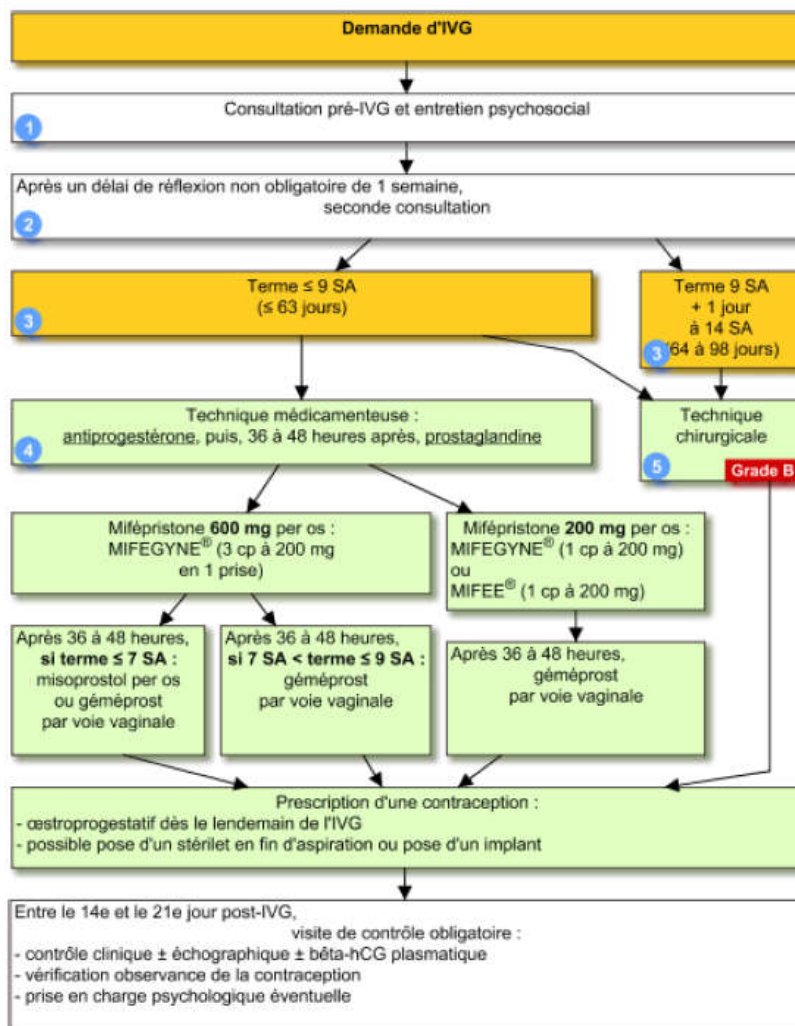 Demande d'IVG
Consultation pré-IVG et entretien psychosocial
1
Après un délai de réflexion non obligatoire de 1 semaine,
seconde consultation
2
Terme ≤ 9 SA
(≤ 63 jours)
3
Terme 9 SA
+ 1 jour
à 14 SA
(64 à 98 jours)
3
Technique médicamenteuse :
antiprogestérone, puis, 36 à 48 heures après, prostaglandine
4
Technique
chirurgicale
5
Grade B
Mifépristone 600 mg per os :
MIFEGYNE® (3 cp à 200 mg
en 1 prise)
Mifépristone 200 mg per os :
MIFEGYNE® (1 cp à 200 mg)
ou
MIFEE® (1 cp à 200 mg)
Après 36 à 48 heures,
si terme ≤ 7 SA :
misoprostol per os
ou géméprost
par voie vaginale
Après 36 à 48 heures,
si 7 SA < terme ≤ 9 SA :
géméprost
par voie vaginale
Après 36 à 48 heures,
géméprost
par voie vaginale
Prescription d'une contraception :
- œstroprogestatif dès le lendemain de l'IVG
- possible pose d'un stérilet en fin d'aspiration ou pose d'un implant
Entre le 14e et le 21e jour post-IVG,
visite de contrôle obligatoire :
- contrôle clinique ± échographique ± bêta-hCG plasmatique
- vérification observance de la contraception
- prise en charge psychologique éventuelle